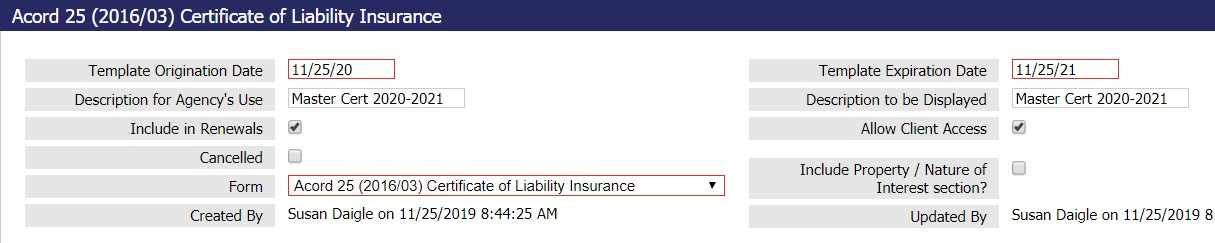 Acord 25 (2016/03) Certificate of Liability Insurance
Template Origination Date 11/25/20 Template Expiration Date 11/25/21
Description for Agency's Use Master Cert 2020-2021 Description to be Displayed Master Cert 2020-2021
Include in Renewals Allow Client Access
Cancelled
Include Property / Nature of
Interest section?
Form Acord 25 (2016/03) Certificate of Liability Insurance
Created By Susan Daigle on 11/25/2019 8:44:25 AM Updated By Susan Daigle on 11/25/2019 8